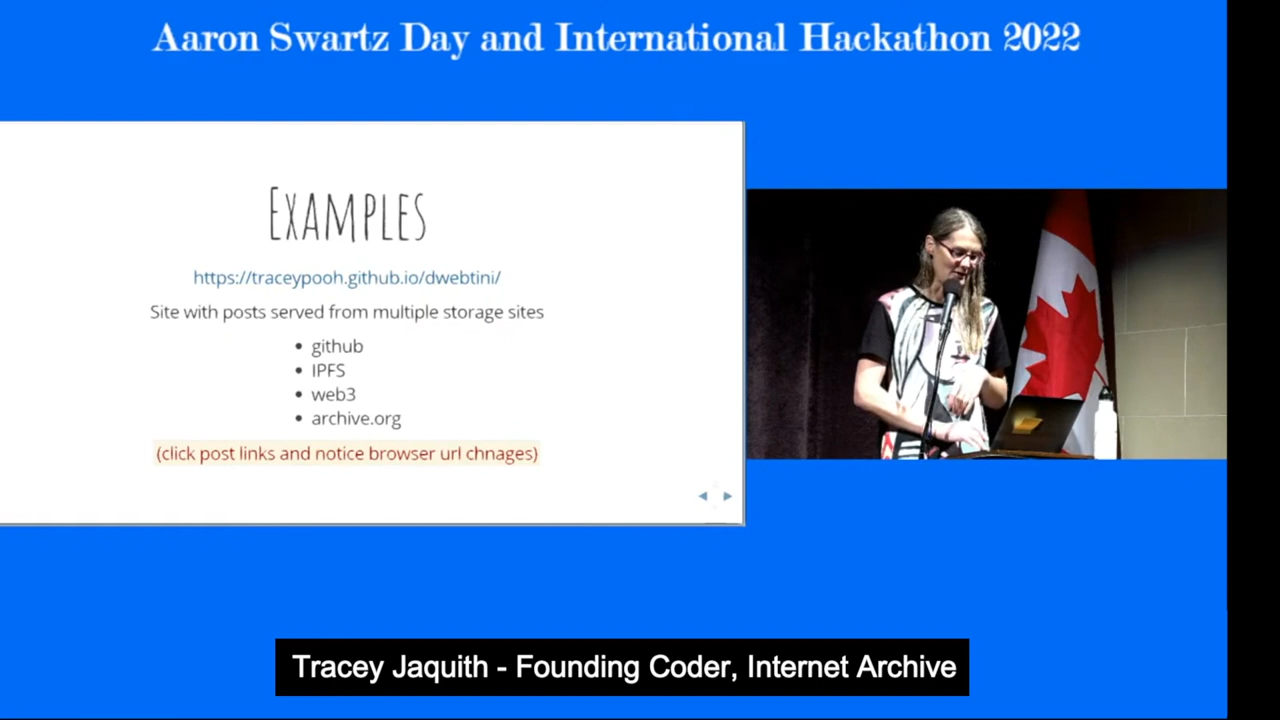 Aaron Swartz Day and International Hackathon 2022
EXAMPLES
https://traceypooh.github.io/dwebtini/
Site with posts served from multiple storage sites
• github
• IPFS
• web3
• archive.org
(click post links and notice browser url chnages)
Tracey Jaquith - Founding Coder, Internet Archive